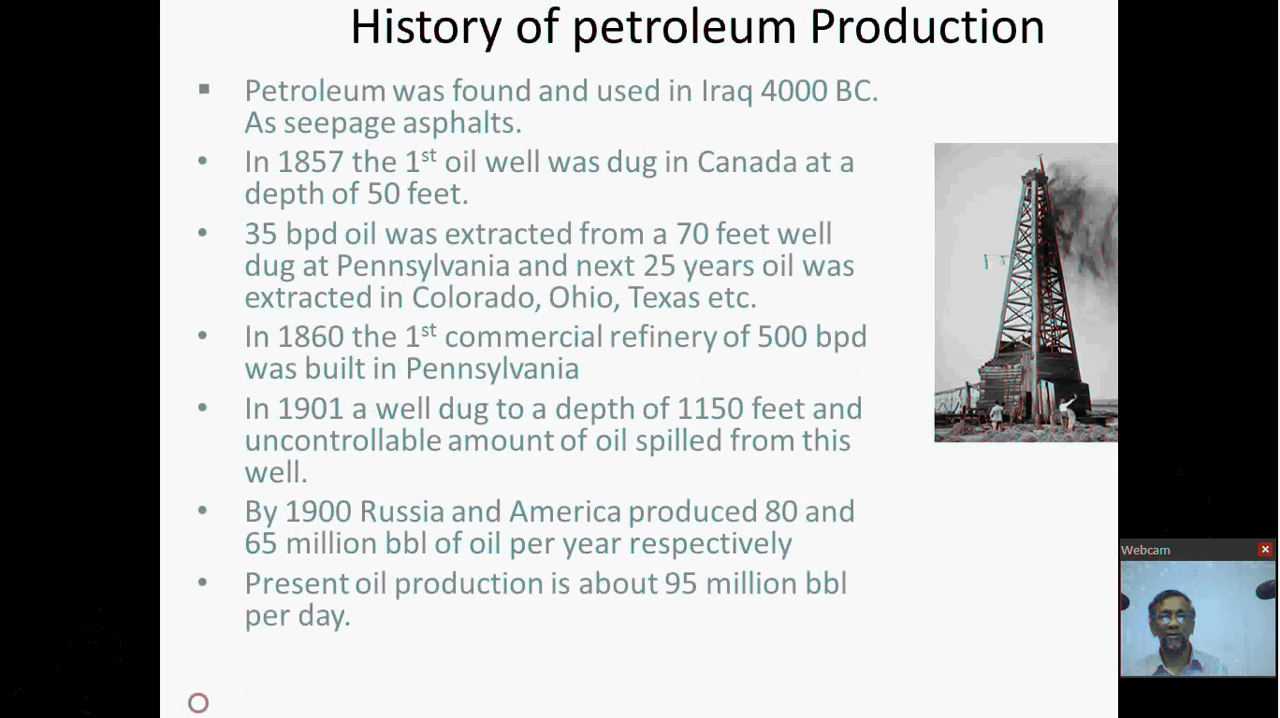 History of petroleum Production
▪ Petroleum was found and used in Iraq 4000 BC.
As seepage asphalts.
• In 1857 the 1st oil well was dug in Canada at a
depth of 50 feet.
• 35 bpd oil was extracted from a 70 feet well
dug at Pennsylvania and next 25 years oil was
extracted in Colorado, Ohio, Texas etc.
• In 1860 the 1st commercial refinery of 500 bpd
was built in Pennsylvania
• In 1901 a well dug to a depth of 1150 feet and
uncontrollable amount of oil spilled from this
well.
• By 1900 Russia and America produced 80 and
65 million bbl of oil per year respectively
• Present oil production is about 95 million bbl
per day.
Webcam